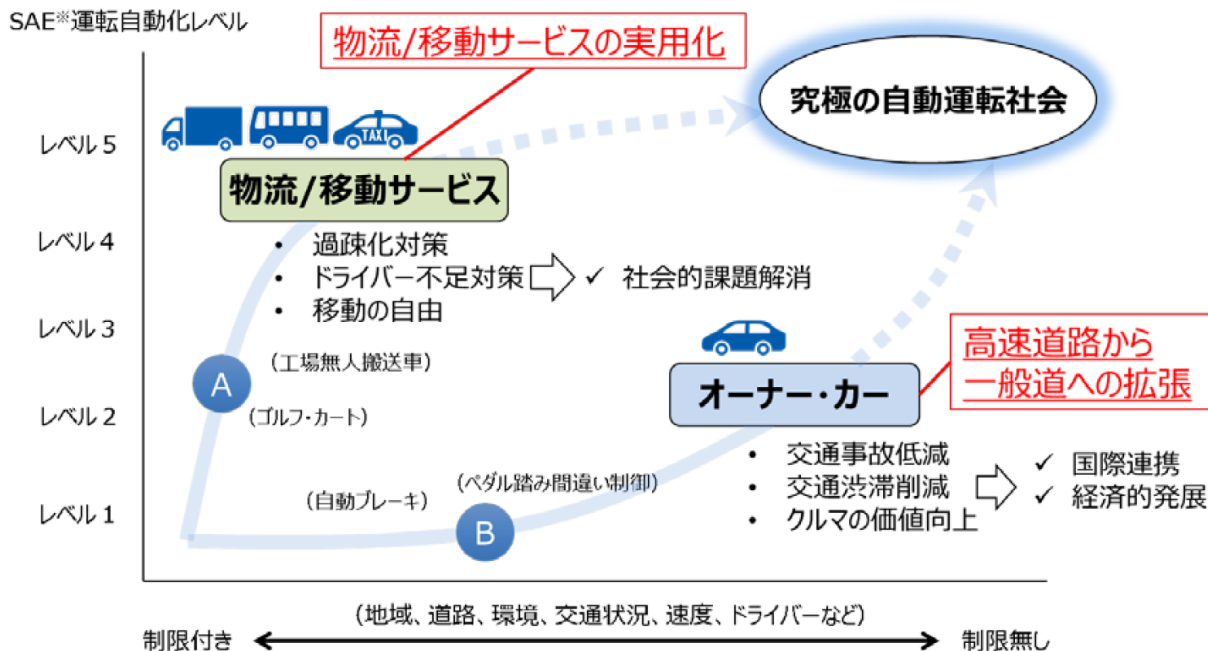 SAE※運転自動化レベル
物流/移動サービスの実用化
究極の自動運転社会
レベル5
TAXI
物流/移動サービス
レベル4
• 過疎化対策
• ドライバー不足対策
• 移動の自由
✓ 社会的課題解消
レベル3
高速道路から
一般道への拡張
(工場無人搬送車)
A
オーナー・カー
レベル2
(ゴルフ・カート)
• 交通事故低減
• 交通渋滞削減
• クルマの価値向上
✓ 国際連携
✓ 経済的発展
(ペダル踏み間違い制御)
(自動ブレーキ)
レベル1
B
(地域、道路、環境、交通状況、速度、ドライバーなど)
制限付き
制限無し